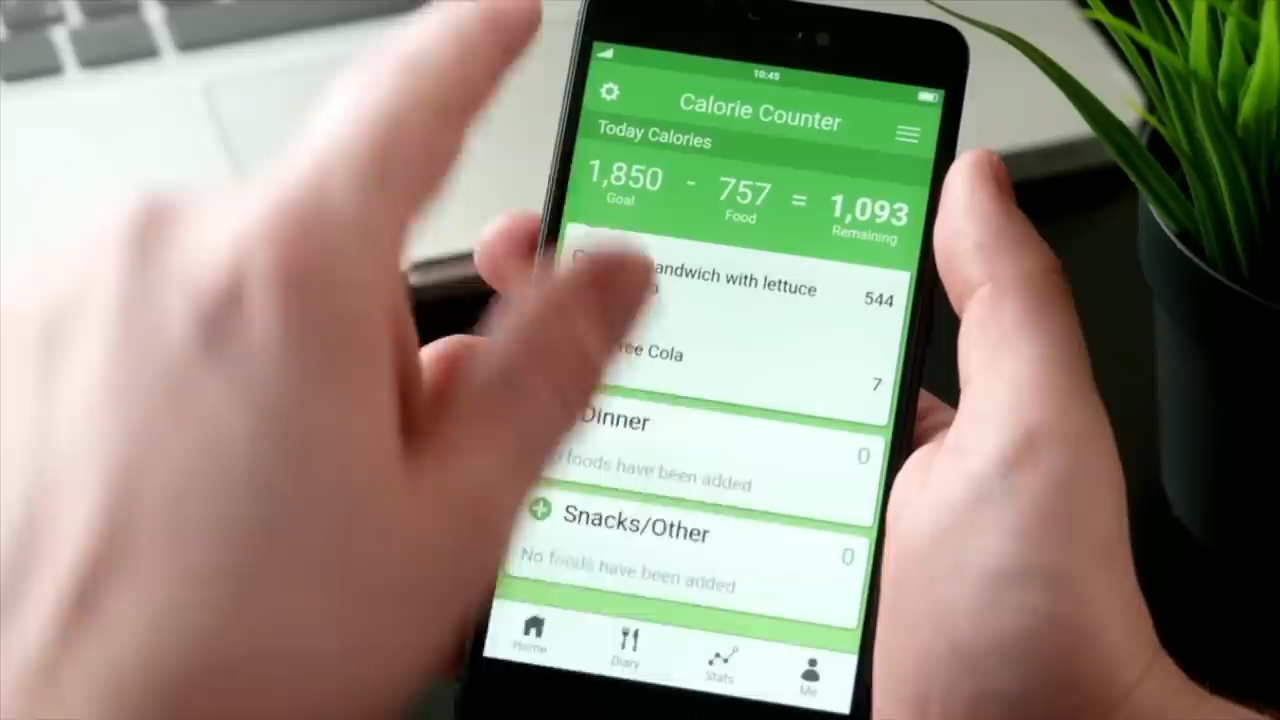 10:45
Calorie Counter
Today Calories
1,850 - 757 = 1,093
Goal Food Remaining
andwich with lettuce 544
ree Cola
7
Dinner 0
foods have been added
Snacks/Other 0
No foods have been added
Home Diary Stats Me